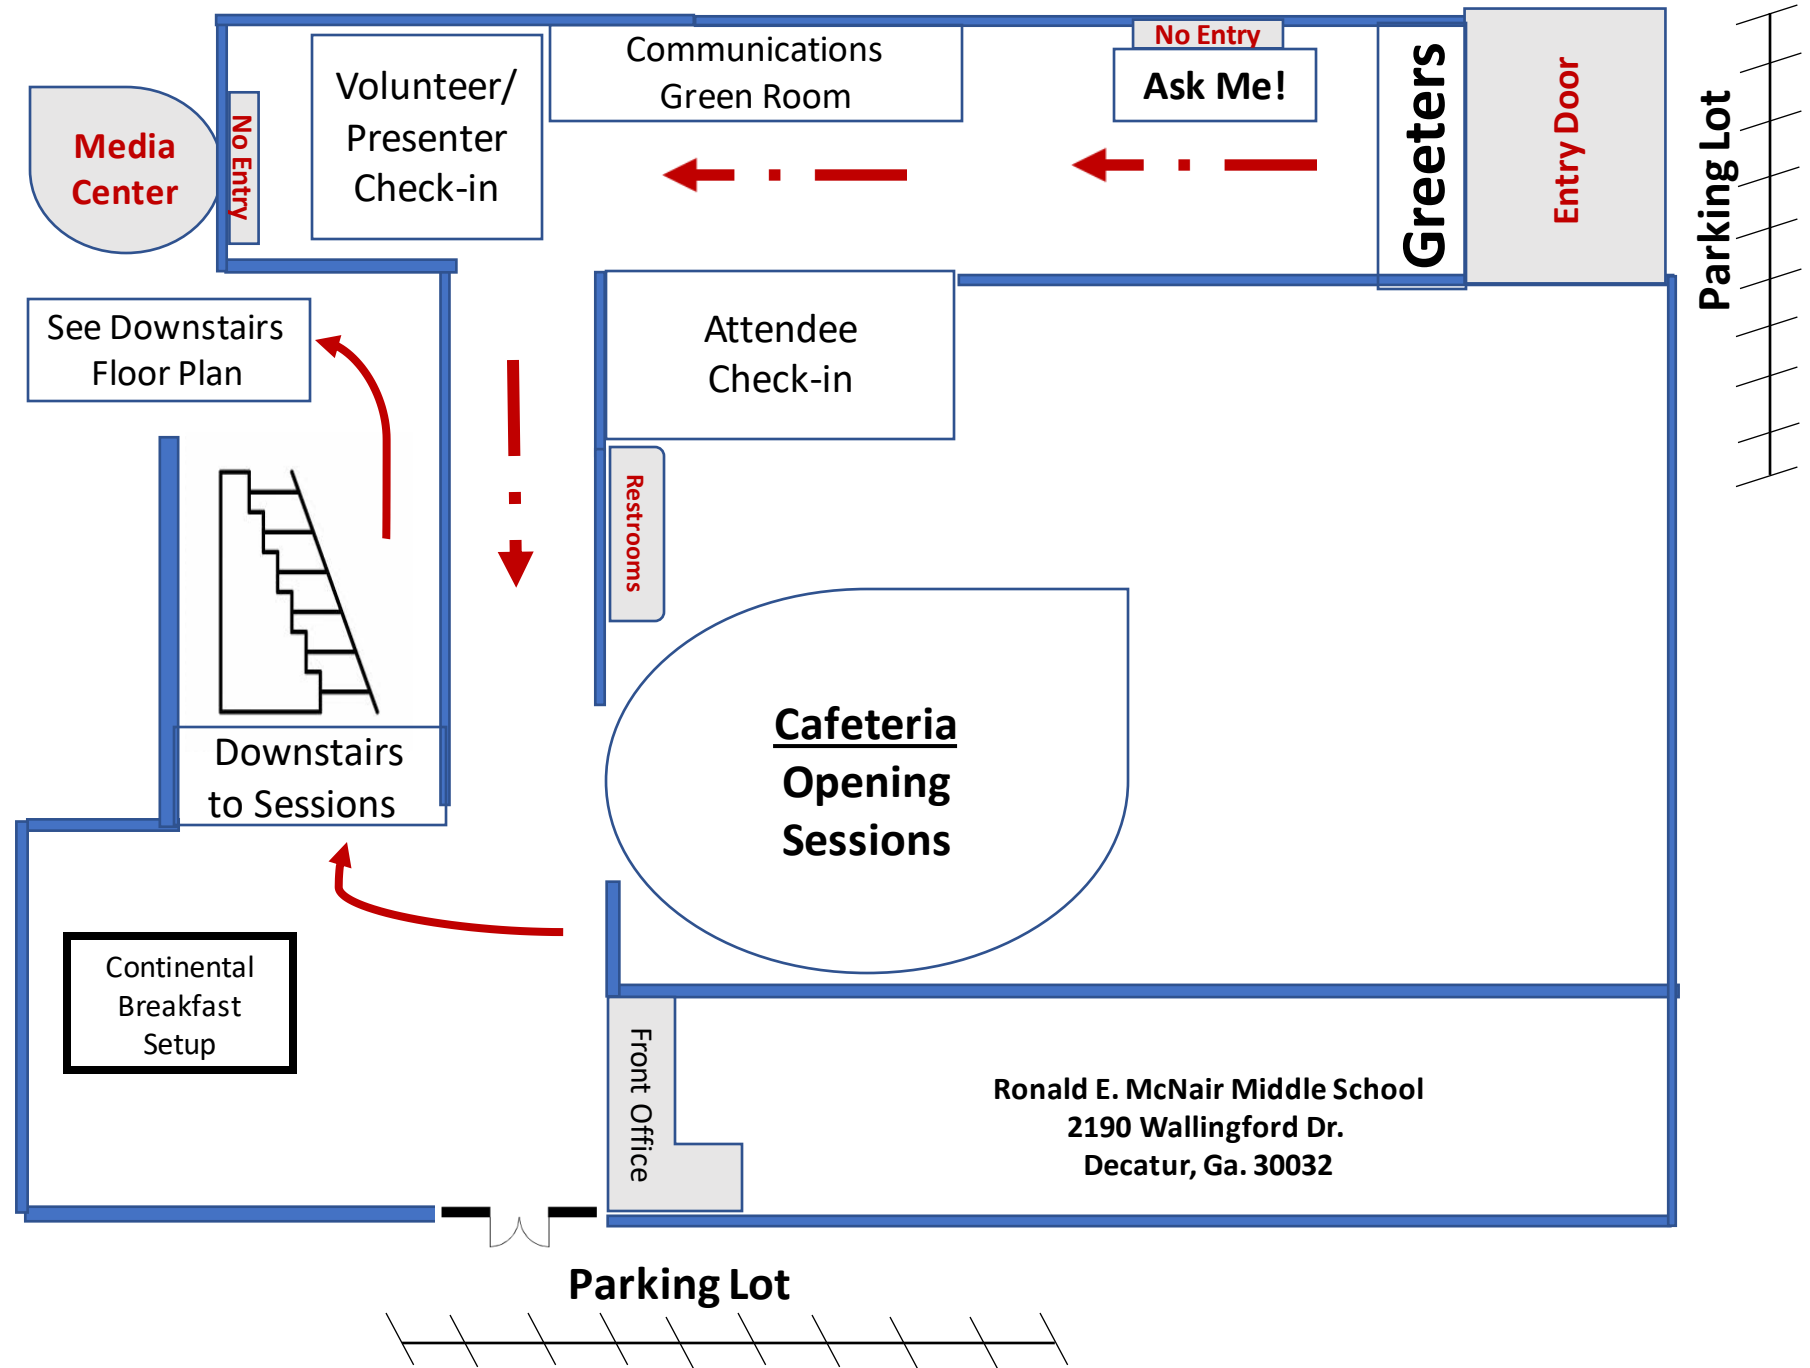 Communications
Green Room
No Entry
Ask Me!
Greeters
Entry Door
Parking Lot
Volunteer/
Presenter
Check-in
No Entry
Media
Center
See Downstairs
Floor Plan
Attendee
Check-in
Restrooms
Downstairs
to Sessions
Cafeteria
Opening
Sessions
Continental
Breakfast
Setup
Front Office
Ronald E. McNair Middle School
2190 Wallingford Dr.
Decatur, Ga. 30032
Parking Lot